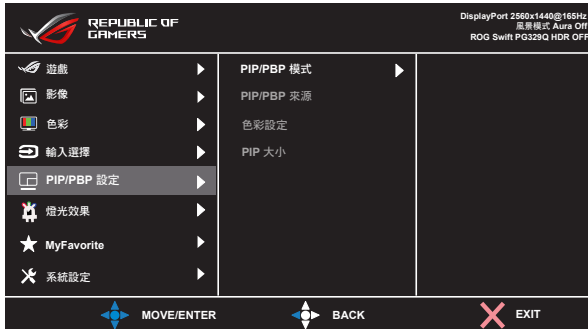 REPUBLIC OF
GAMERS
DisplayPort 2560x1440@165Hz
風景模式 Aura Off
ROG Swift PG329Q HDR OFF
遊戲
影像
色彩
輸入選擇
PIP/PBP 設定
燈光效果
MyFavorite
系統設定
PIP/PBP 模式
PIP/PBP 來源
色彩設定
PIP 大小
MOVE/ENTER
BACK
EXIT